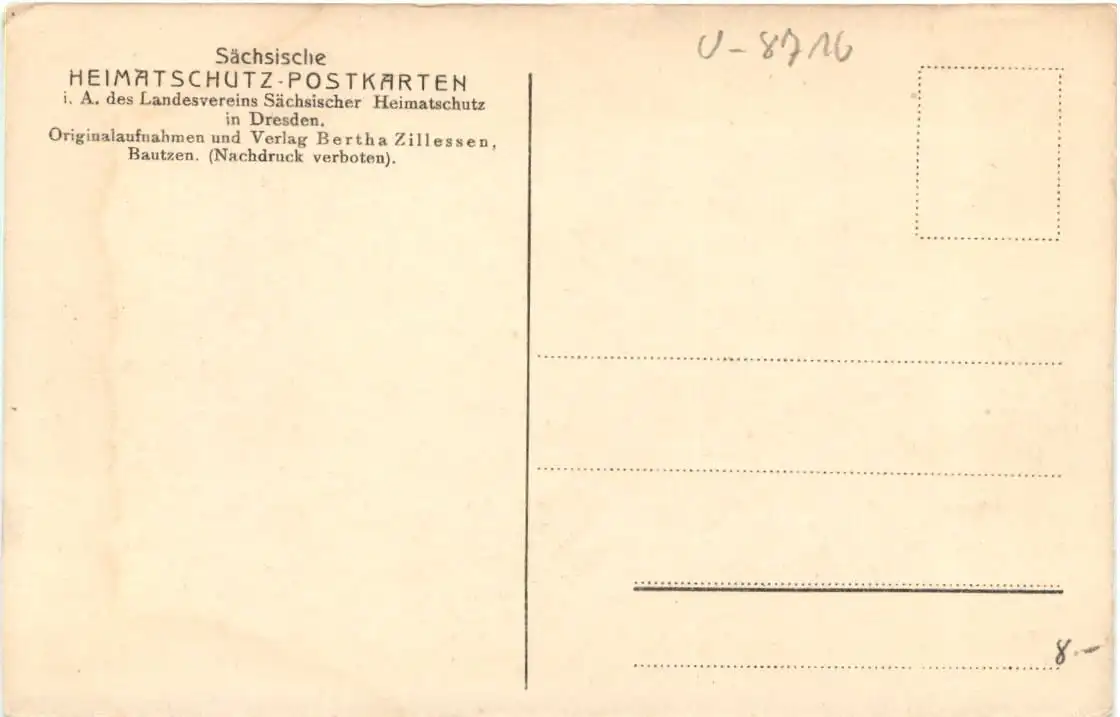 Sächsische
HEIMATSCHUTZ-POSTKARTEN
i. A. des Landesvereins Sächsischer Heimatschutz
in Dresden.
Originalaufnahmen und Verlag Bertha Zillessen,
Bautzen. (Nachdruck verboten).
U-8716
8.-